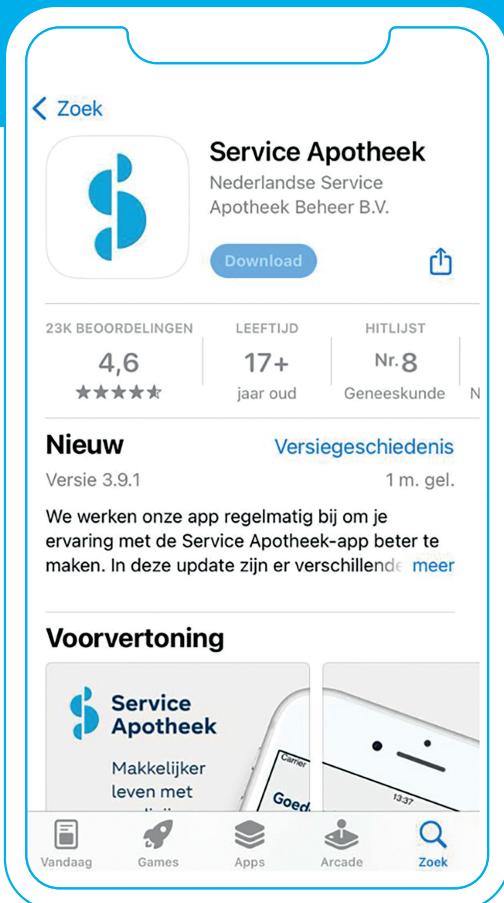 Zoek
Service Apotheek
Nederlandse Service
Apotheek Beheer B.V.
Download
23K BEOORDELINGEN
4,6
LEEFTIJD
17+
jaar oud
HITLIJST
Nr. 8
Geneeskunde
N
Nieuw
Versiegeschiedenis
Versie 3.9.1
1 m. gel.
We werken onze app regelmatig bij om je
ervaring met de Service Apotheek-app beter te
maken. In deze update zijn er verschillende meer
Voorvertoning
Service
Apotheek
Makkelijker
leven met
Carrier
13:37
Goed
Vandaag
Games
Apps
Arcade
Zoek